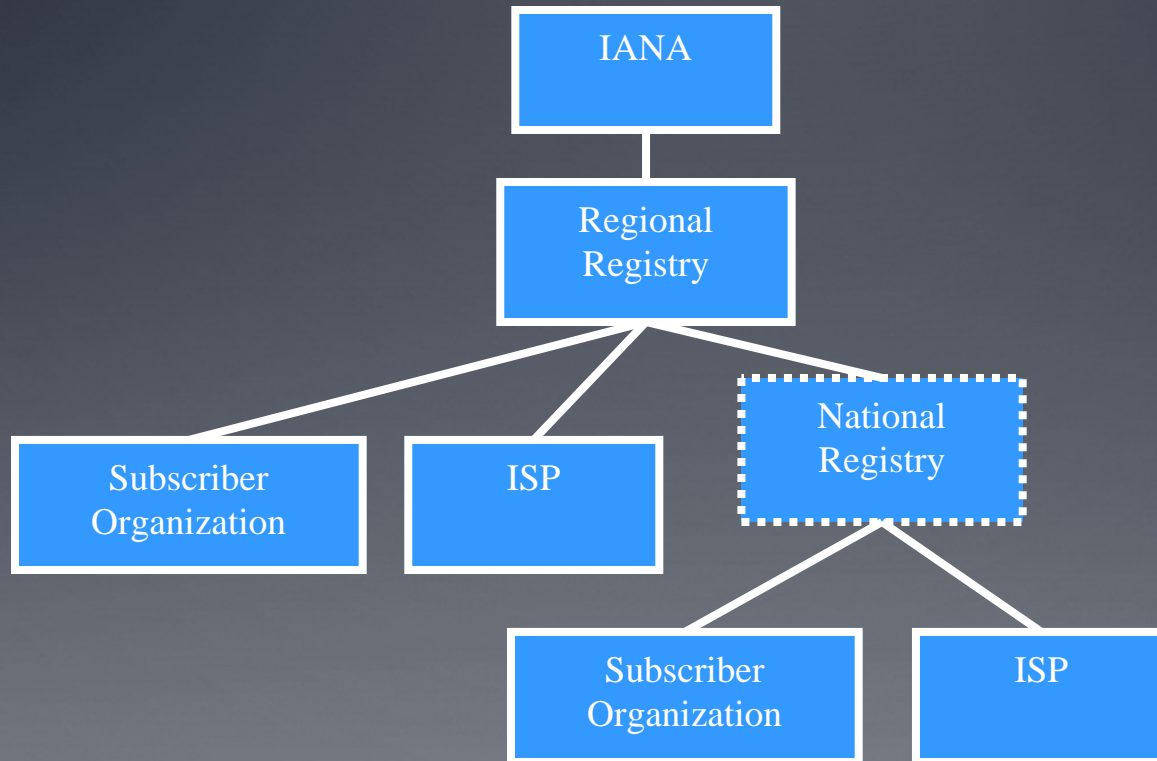 IANA
Regional
Registry
National
Registry
Subscriber
Organization
ISP
Subscriber
Organization
ISP